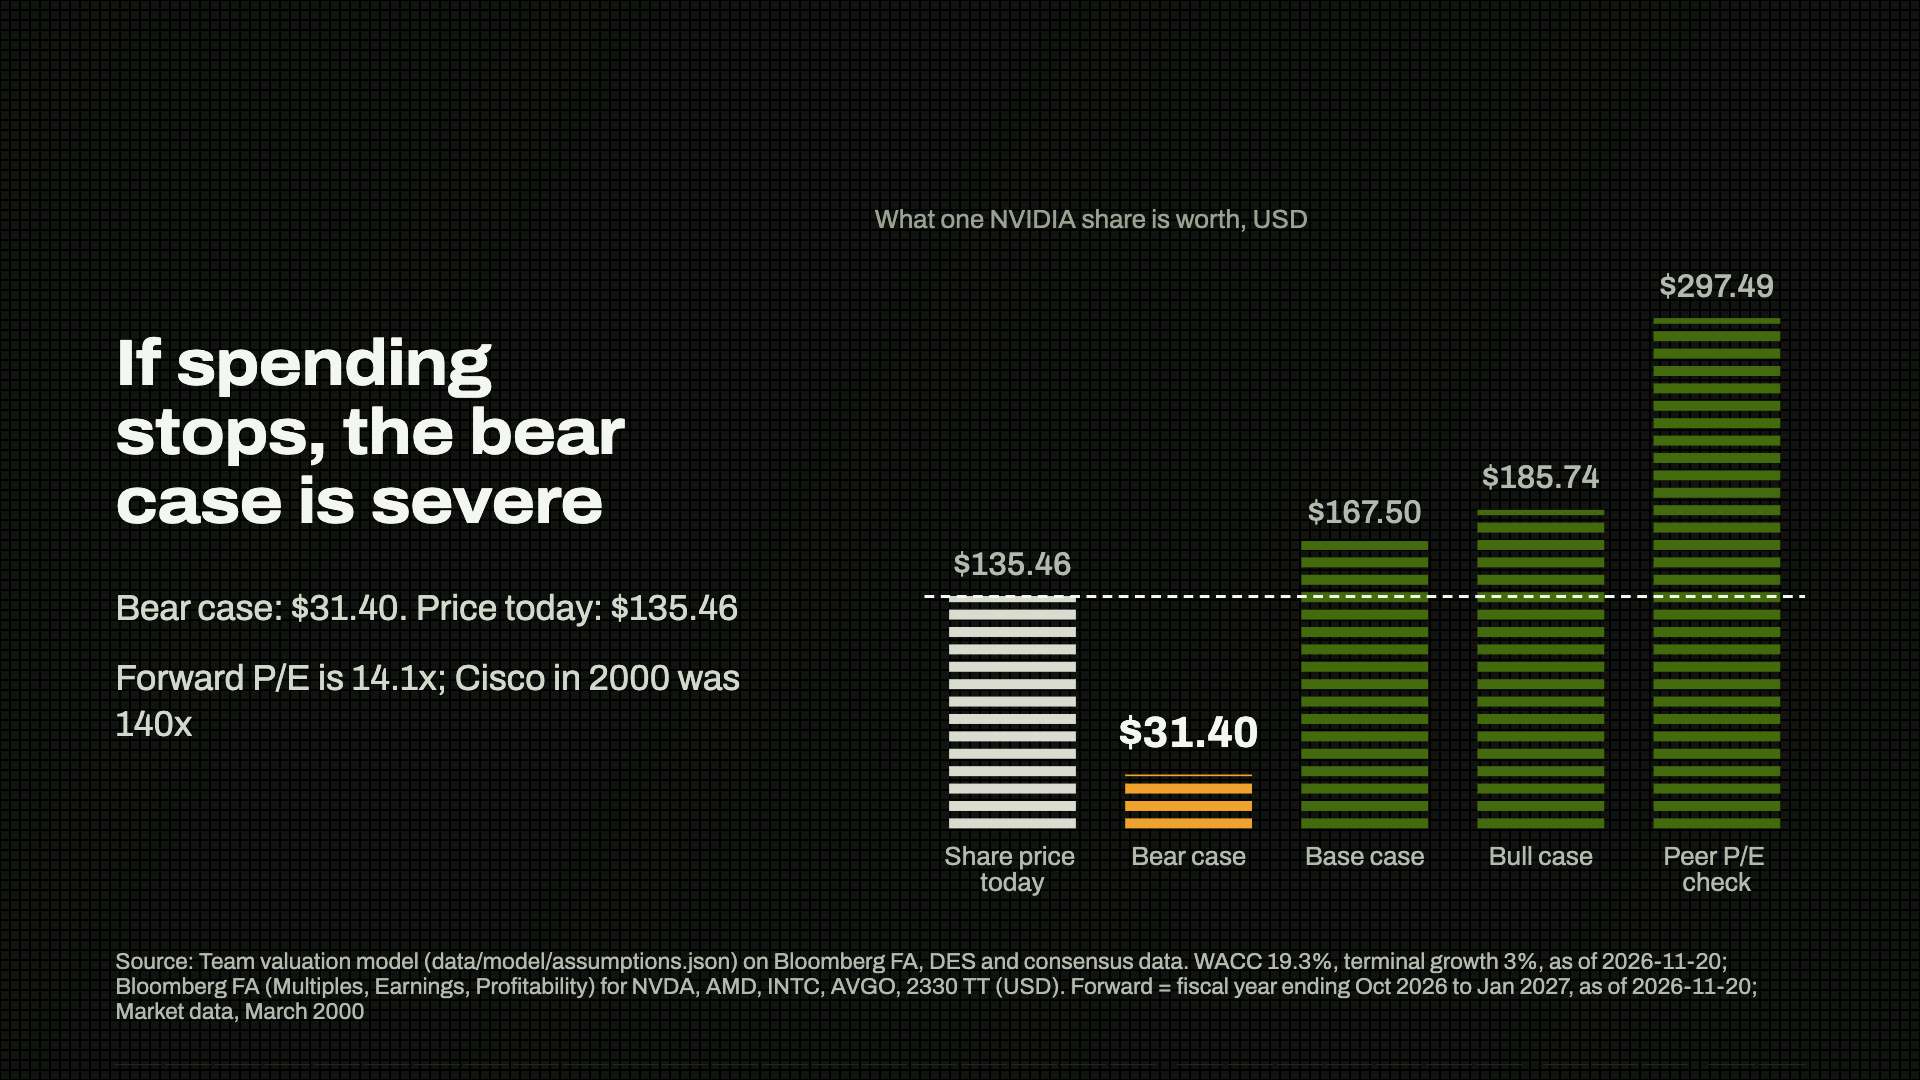 What one NVIDIA share is worth, USD
If spending
stops, the bear
case is severe
Bear case: $31.40. Price today: $135.46
Forward P/E is 14.1x; Cisco in 2000 was
140x
$135.46
$31.40
$167.50
$185.74
$297.49
Share price
today
Bear case
Base case
Bull case
Peer P/E
check
Source: Team valuation model (data/model/assumptions.json) on Bloomberg FA, DES and consensus data. WACC 19.3%, terminal growth 3%, as of 2026-11-20;
Bloomberg FA (Multiples, Earnings, Profitability) for NVDA, AMD, INTC, AVGO, 2330 TT (USD). Forward = fiscal year ending Oct 2026 to Jan 2027, as of 2026-11-20;
Market data, March 2000